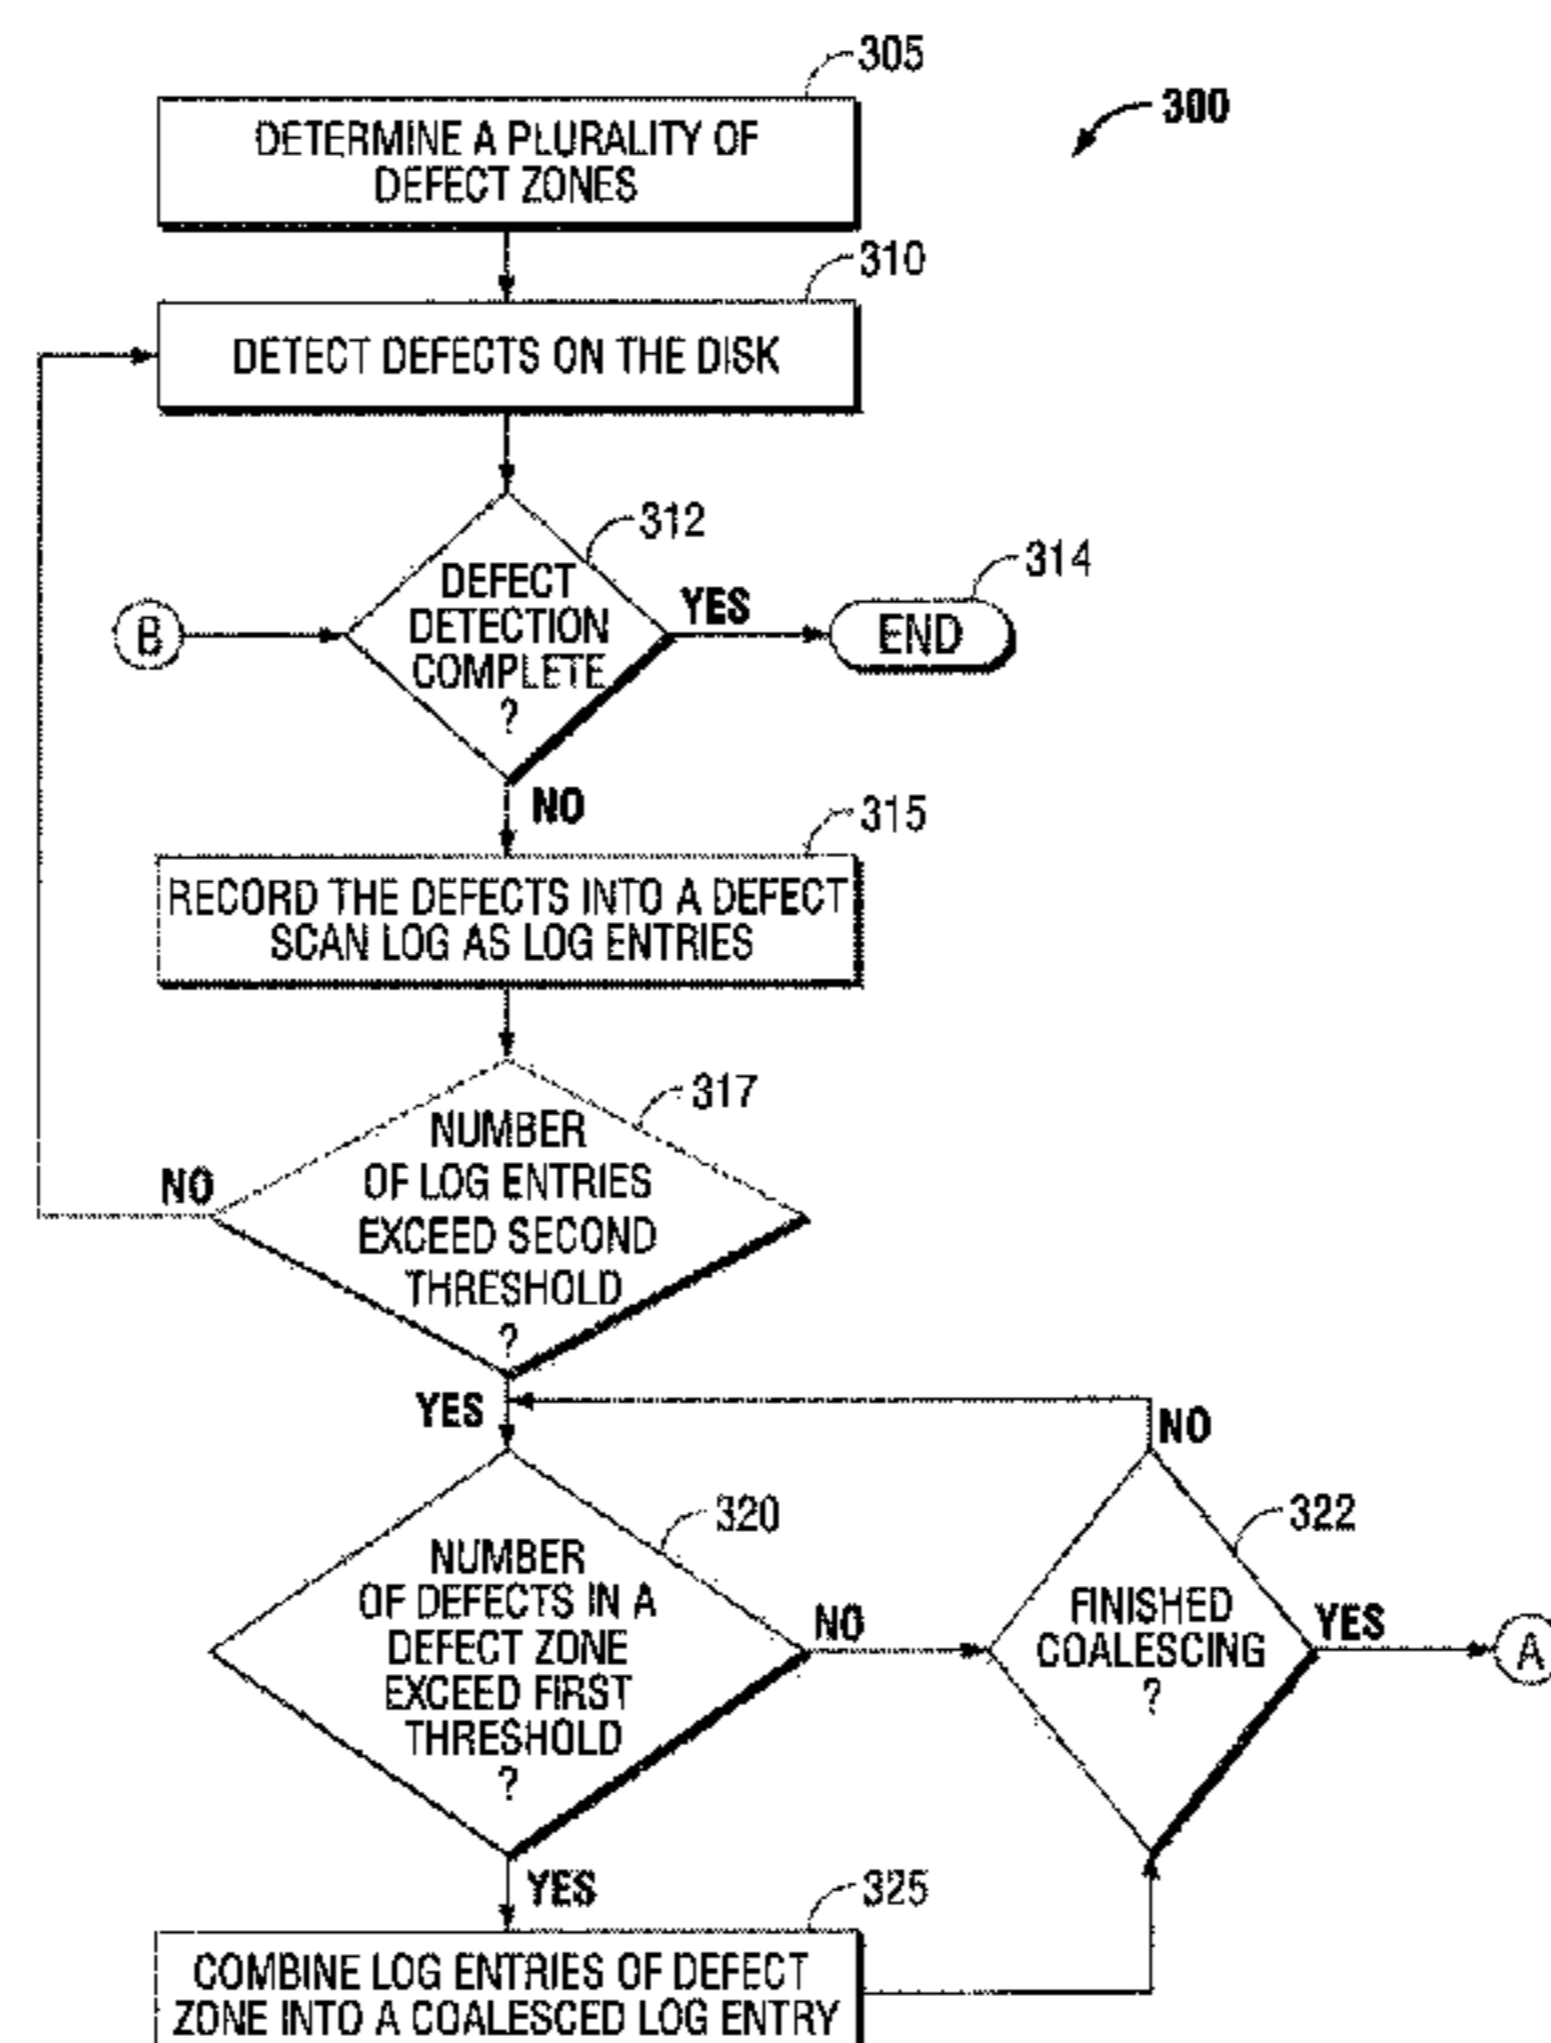 305
300
DETERMINE A PLURALITY OF
DEFECT ZONES
310
DETECT DEFECTS ON THE DISK
312
DEFECT
DETECTION
COMPLETE
?
YES
314
END
B
NO
315
RECORD THE DEFECTS INTO A DEFECT
SCAN LOG AS LOG ENTRIES
317
NUMBER
OF LOG ENTRIES
EXCEED SECOND
THRESHOLD
?
NO
YES
320
NUMBER
OF DEFECTS IN A
DEFECT ZONE
EXCEED FIRST
THRESHOLD
?
NO
NO
322
FINISHED
COALESCING
?
YES
A
YES
325
COMBINE LOG ENTRIES OF DEFECT
ZONE INTO A COALESCED LOG ENTRY